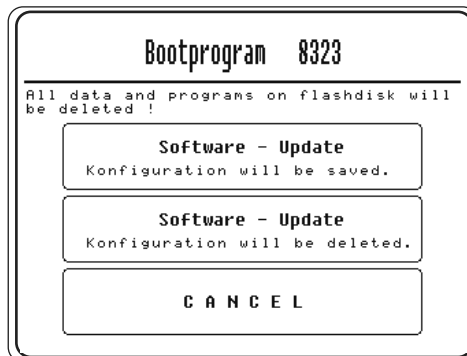 Bootprogram 8323
All data and programs on flashdisk will
be deleted !
Software - Update
Konfiguration will be saved.
Software - Update
Konfiguration will be deleted.
C A N C E L